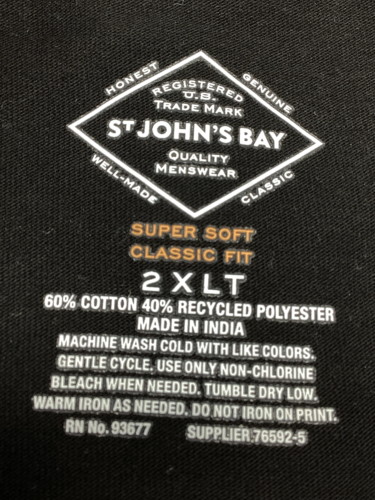 HONEST
GENUINE
REGISTERED
U.S.
TRADE MARK
ST JOHN'S BAY
QUALITY
MENSWEAR
WELL-MADE
CLASSIC
SUPER SOFT
CLASSIC FIT
2XLT
60% COTTON 40% RECYCLED POLYESTER
MADE IN INDIA
MACHINE WASH COLD WITH LIKE COLORS.
GENTLE CYCLE. USE ONLY NON-CHLORINE
BLEACH WHEN NEEDED. TUMBLE DRY LOW.
WARM IRON AS NEEDED. DO NOT IRON ON PRINT.
RN No. 93677 SUPPLIER.76592-5